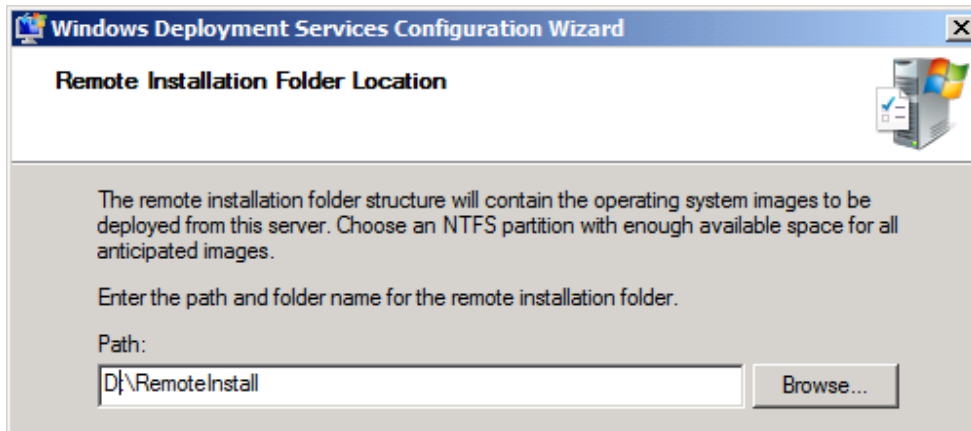 Windows Deployment Services Configuration Wizard
Remote Installation Folder Location
The remote installation folder structure will contain the operating system images to be
deployed from this server. Choose an NTFS partition with enough available space for all
anticipated images.
Enter the path and folder name for the remote installation folder.
Path:
D:\RemoteInstall
Browse...